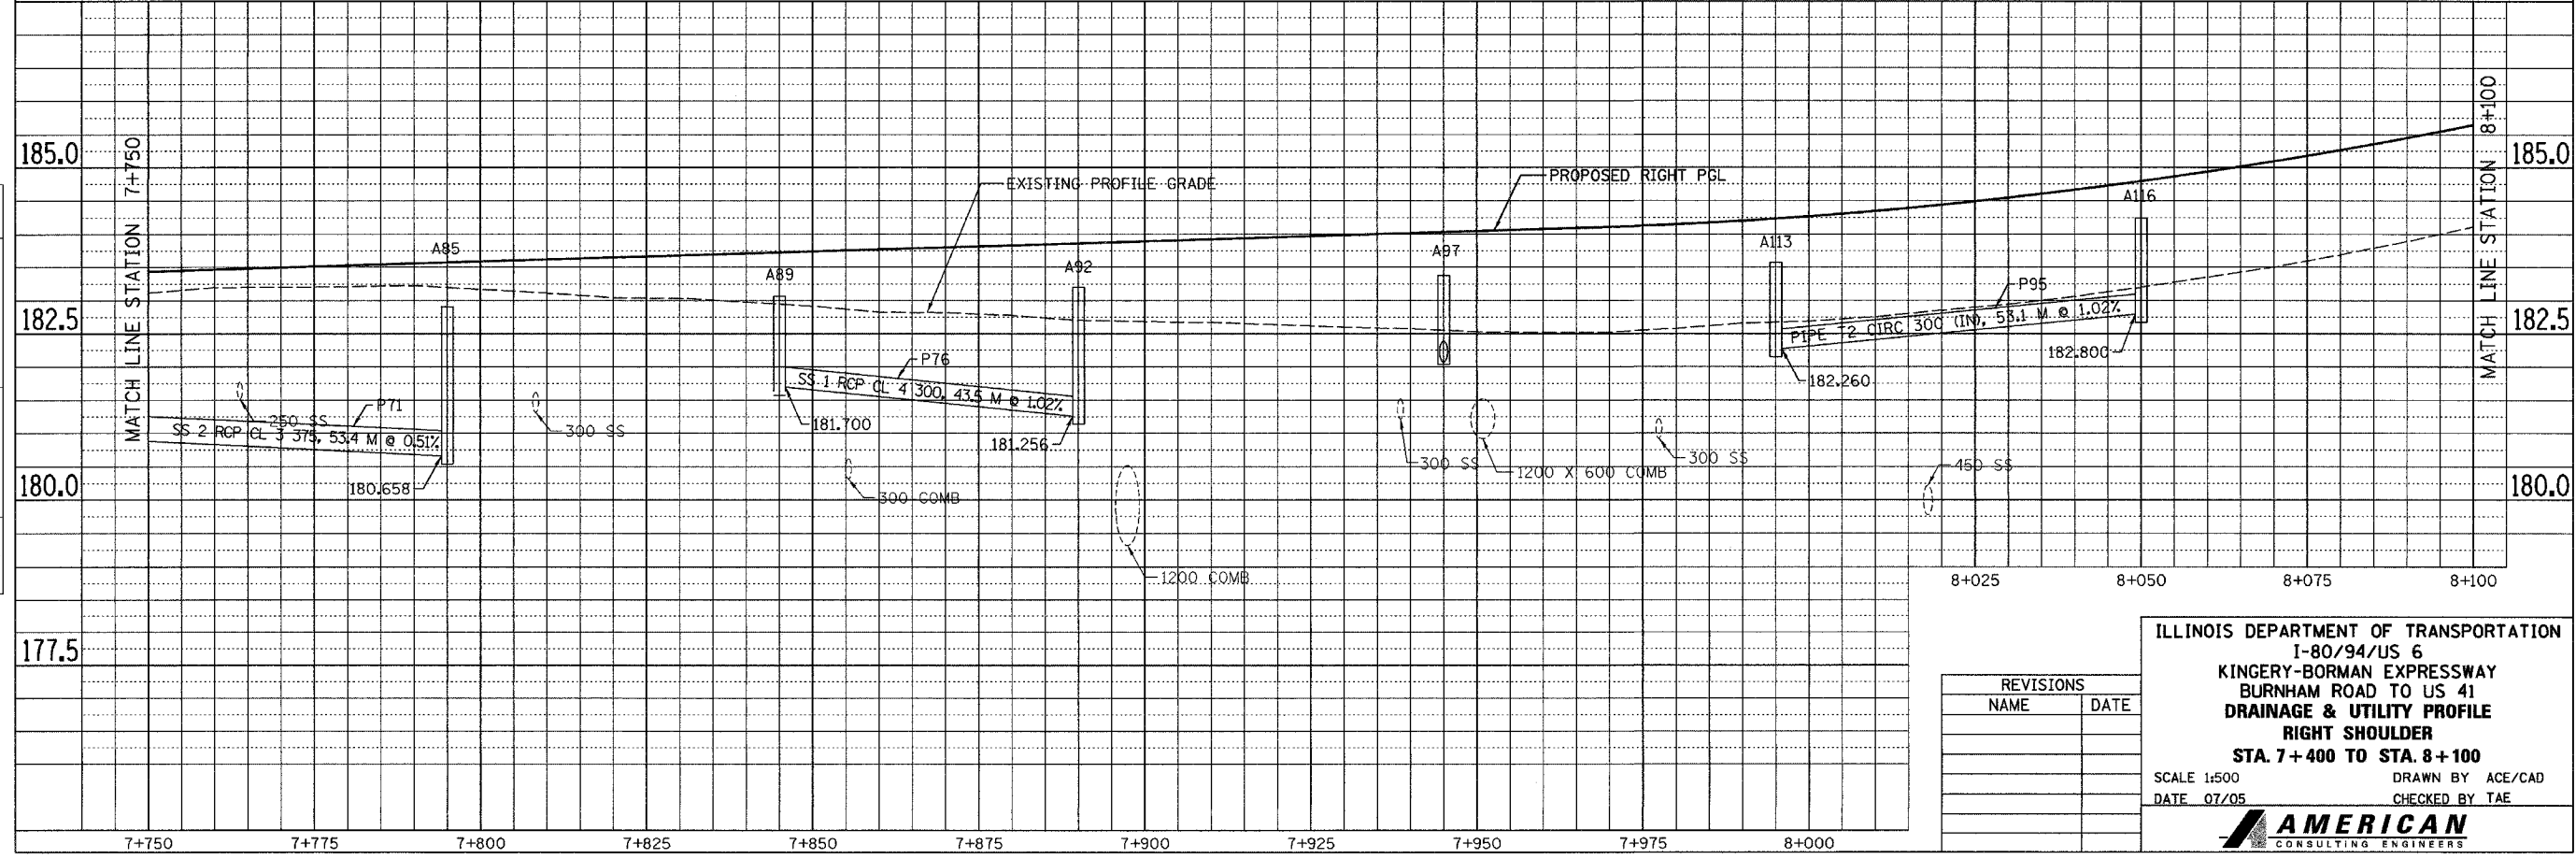 MATCH LINE STATION 7+750
MATCH LINE STATION 8+100
185.0
185.0
182.5
182.5
180.0
180.0
177.5
EXISTING PROFILE GRADE
PROPOSED RIGHT PGL
A85
A89
A92
A97
A113
A116
P71
250 SS
SS 2 RCP CL 3 375, 53.4 M @ 0.51%
180.658
300 SS
P76
SS 1 RCP CL 4 300, 43.5 M @ 1.02%
181.700
181.256
300 COMB
1200 COMB
300 SS
1200 X 600 COMB
300 SS
P95
PIPE T2 CIRC 300 (IN), 53.1 M @ 1.02%
182.260
182.800
450 SS
8+025 8+050 8+075 8+100
7+750 7+775 7+800 7+825 7+850 7+875 7+900 7+925 7+950 7+975 8+000
REVISIONS
NAME DATE
ILLINOIS DEPARTMENT OF TRANSPORTATION
I-80/94/US 6
KINGERY-BORMAN EXPRESSWAY
BURNHAM ROAD TO US 41
DRAINAGE & UTILITY PROFILE
RIGHT SHOULDER
STA. 7+400 TO STA. 8+100
SCALE 1:500 DRAWN BY ACE/CAD
DATE 07/05 CHECKED BY TAE
AMERICAN
CONSULTING ENGINEERS